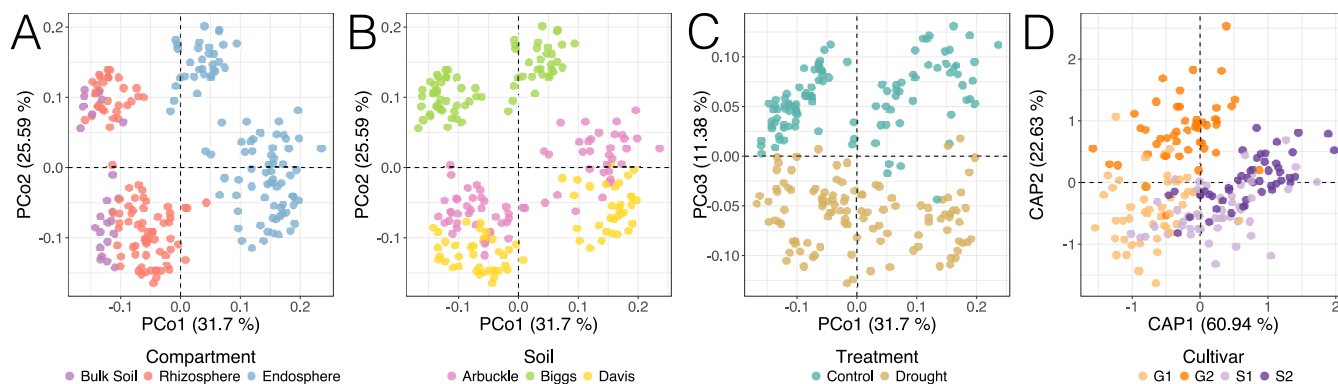 A
0.2
0.1
0.0
-0.1
PCo2 (25.59 %)
-0.1 0.0 0.1 0.2
PCo1 (31.7 %)
Compartment
Bulk Soil Rhizosphere Endosphere
B
0.2
0.1
0.0
-0.1
PCo2 (25.59 %)
-0.1 0.0 0.1 0.2
PCo1 (31.7 %)
Soil
Arbuckle Biggs Davis
C
0.10
0.05
0.00
-0.05
-0.10
PCo3 (11.38 %)
-0.1 0.0 0.1 0.2
PCo1 (31.7 %)
Treatment
Control Drought
D
2
1
0
-1
CAP2 (22.63 %)
-1 0 1 2
CAP1 (60.94 %)
Cultivar
G1 G2 S1 S2